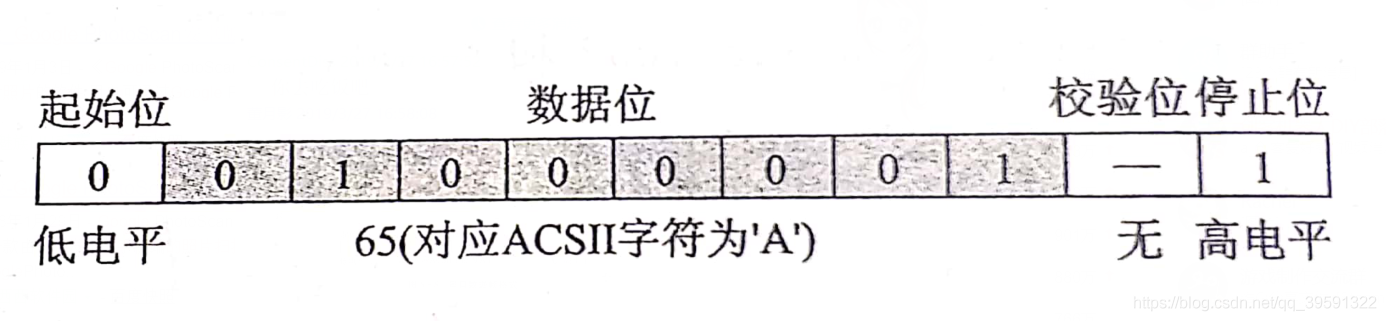 起始位 数据位 校验位 停止位
0 0 1 0 0 0 0 0 1 — 1
低电平 65(对应ACSII字符为'A') 无 高电平
https://blog.csdn.net/qq_39591322